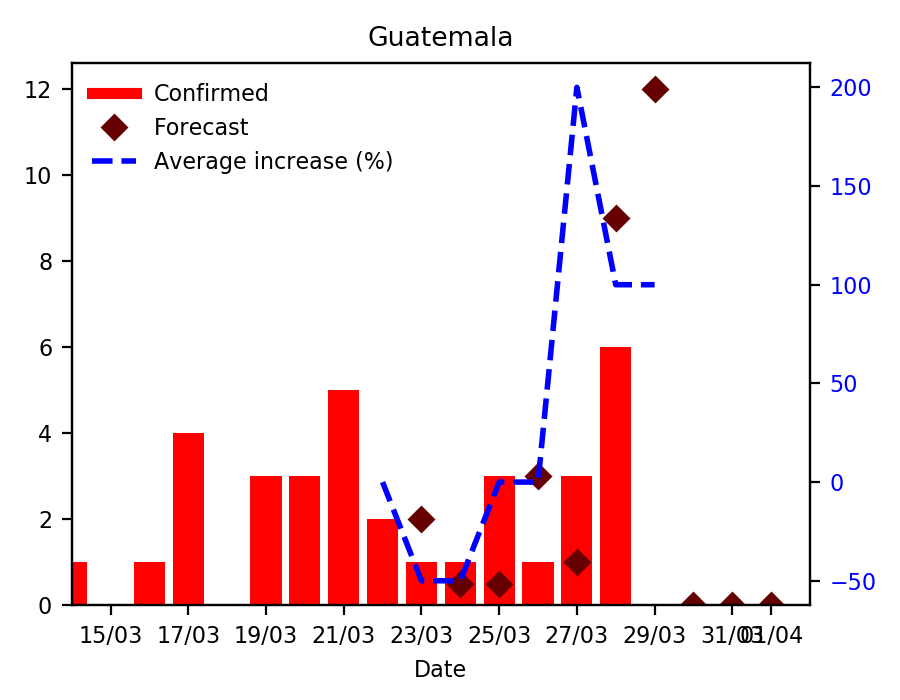 Guatemala
Confirmed
Forecast
Average increase (%)
12
10
8
6
4
2
0
200
150
100
50
0
−50
15/03 17/03 19/03 21/03 23/03 25/03 27/03 29/03 31/03 01/04
Date